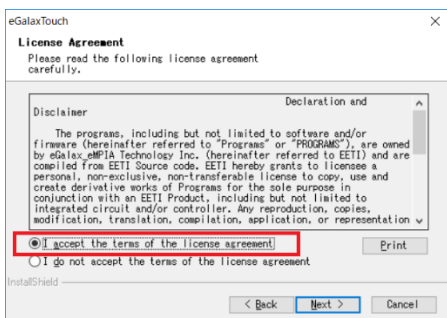 eGalaxTouch
License Agreement
Please read the following license agreement
carefully.
Declaration and
Disclaimer
The programs, including but not limited to software and/or
firmware (hereinafter referred to "Programs" or "PROGRAMS"), are owned
by eGalax_eMPIA Technology Inc. (hereinafter referred to EETI) and are
compiled from EETI Source code. EETI hereby grants to licensee a
personal, non-exclusive, non-transferable license to copy, use and
create derivative works of Programs for the sole purpose in
conjunction with an EETI Product, including but not limited to
integrated circuit and/or controller. Any reproduction, copies,
modification, translation, compilation, application, or representation
I accept the terms of the license agreement
Print
I do not accept the terms of the license agreement
InstallShield
< Back
Next >
Cancel